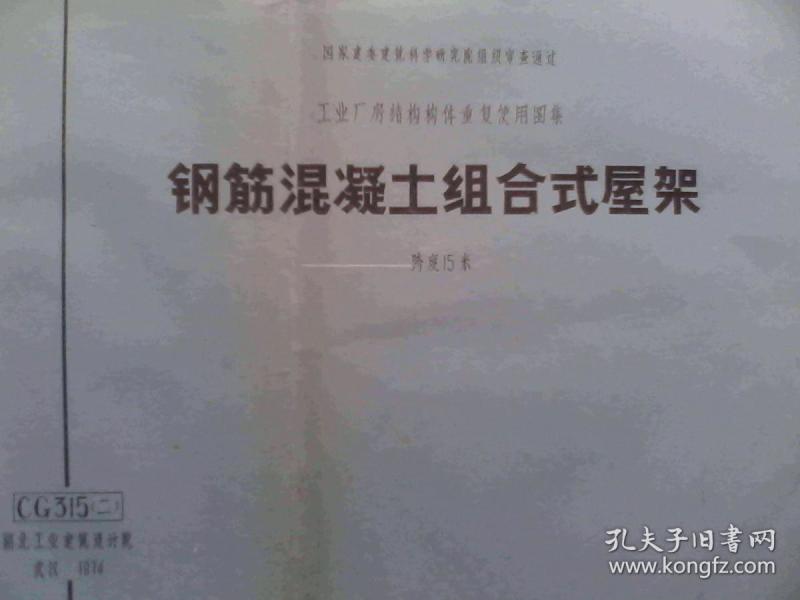 国家建委建筑科学研究院组织审查通过
工业厂房结构构件重复使用图集
钢筋混凝土组合式屋架
——跨度15米
CG315(二)
湖北工业建筑设计院
武汉 1974
孔夫子旧书网
www.kongfz.com